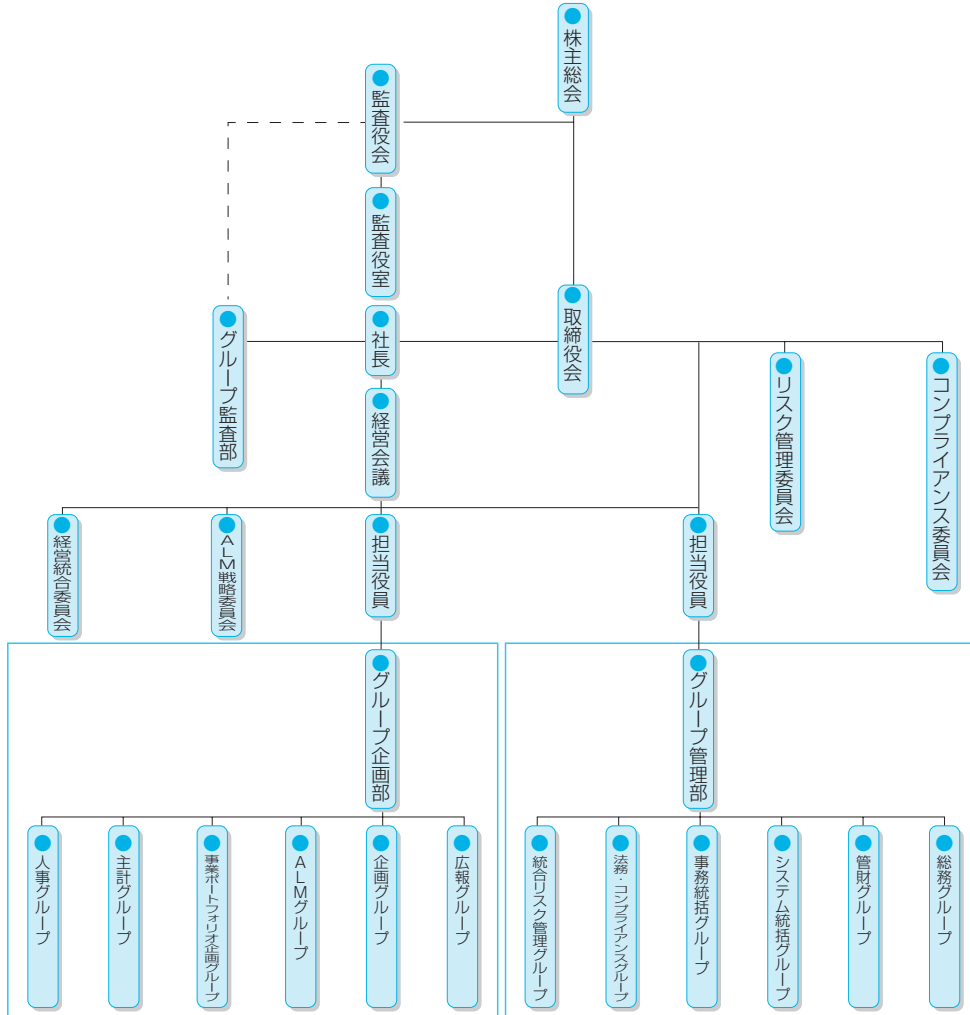 株主総会
監査役会
監査役室
取締役会
社長
グループ監査部
経営会議
リスク管理委員会
コンプライアンス委員会
経営統合委員会
ALM戦略委員会
担当役員
担当役員
グループ企画部
グループ管理部
人事グループ
主計グループ
事業ポートフォリオ企画グループ
ALMグループ
企画グループ
広報グループ
統合リスク管理グループ
法務・コンプライアンスグループ
事務統括グループ
システム統括グループ
管財グループ
総務グループ